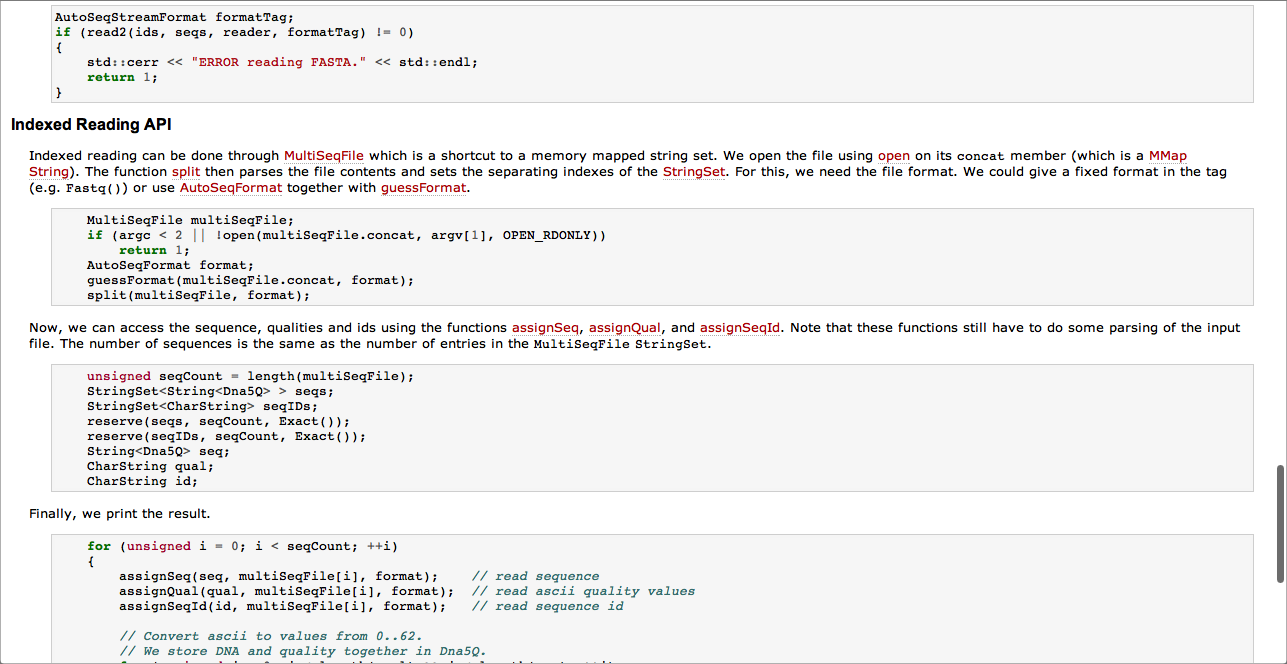 AutoSeqStreamFormat formatTag;
if (read2(ids, seqs, reader, formatTag) != 0)
{
    std::cerr << "ERROR reading FASTA." << std::endl;
    return 1;
}
Indexed Reading API
Indexed reading can be done through MultiSeqFile which is a shortcut to a memory mapped string set. We open the file using open on its concat member (which is a MMap
String). The function split then parses the file contents and sets the separating indexes of the StringSet. For this, we need the file format. We could give a fixed format in the tag
(e.g. Fastq()) or use AutoSeqFormat together with guessFormat.
    MultiSeqFile multiSeqFile;
    if (argc < 2 || !open(multiSeqFile.concat, argv[1], OPEN_RDONLY))
        return 1;
    AutoSeqFormat format;
    guessFormat(multiSeqFile.concat, format);
    split(multiSeqFile, format);
Now, we can access the sequence, qualities and ids using the functions assignSeq, assignQual, and assignSeqId. Note that these functions still have to do some parsing of the input
file. The number of sequences is the same as the number of entries in the MultiSeqFile StringSet.
    unsigned seqCount = length(multiSeqFile);
    StringSet<String<Dna5Q> > seqs;
    StringSet<CharString> seqIDs;
    reserve(seqs, seqCount, Exact());
    reserve(seqIDs, seqCount, Exact());
    String<Dna5Q> seq;
    CharString qual;
    CharString id;
Finally, we print the result.
    for (unsigned i = 0; i < seqCount; ++i)
    {
        assignSeq(seq, multiSeqFile[i], format);    // read sequence
        assignQual(qual, multiSeqFile[i], format);  // read ascii quality values
        assignSeqId(id, multiSeqFile[i], format);   // read sequence id
        // Convert ascii to values from 0..62.
        // We store DNA and quality together in Dna5Q.